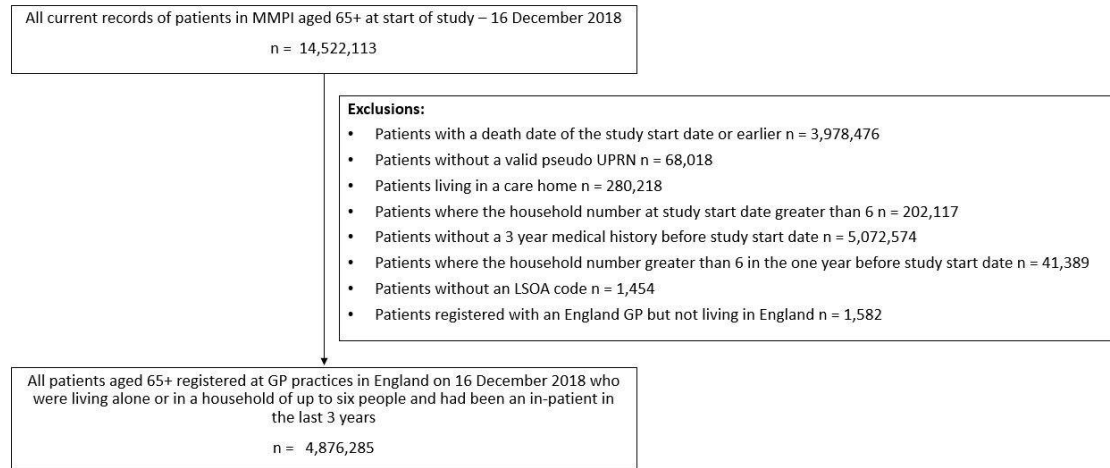 All current records of patients in MMPI aged 65+ at start of study – 16 December 2018
n = 14,522,113
Exclusions:
• Patients with a death date of the study start date or earlier n = 3,978,476
• Patients without a valid pseudo UPRN n = 68,018
• Patients living in a care home n = 280,218
• Patients where the household number at study start date greater than 6 n = 202,117
• Patients without a 3 year medical history before study start date n = 5,072,574
• Patients where the household number greater than 6 in the one year before study start date n = 41,389
• Patients without an LSOA code n = 1,454
• Patients registered with an England GP but not living in England n = 1,582
All patients aged 65+ registered at GP practices in England on 16 December 2018 who
were living alone or in a household of up to six people and had been an in-patient in
the last 3 years
n = 4,876,285